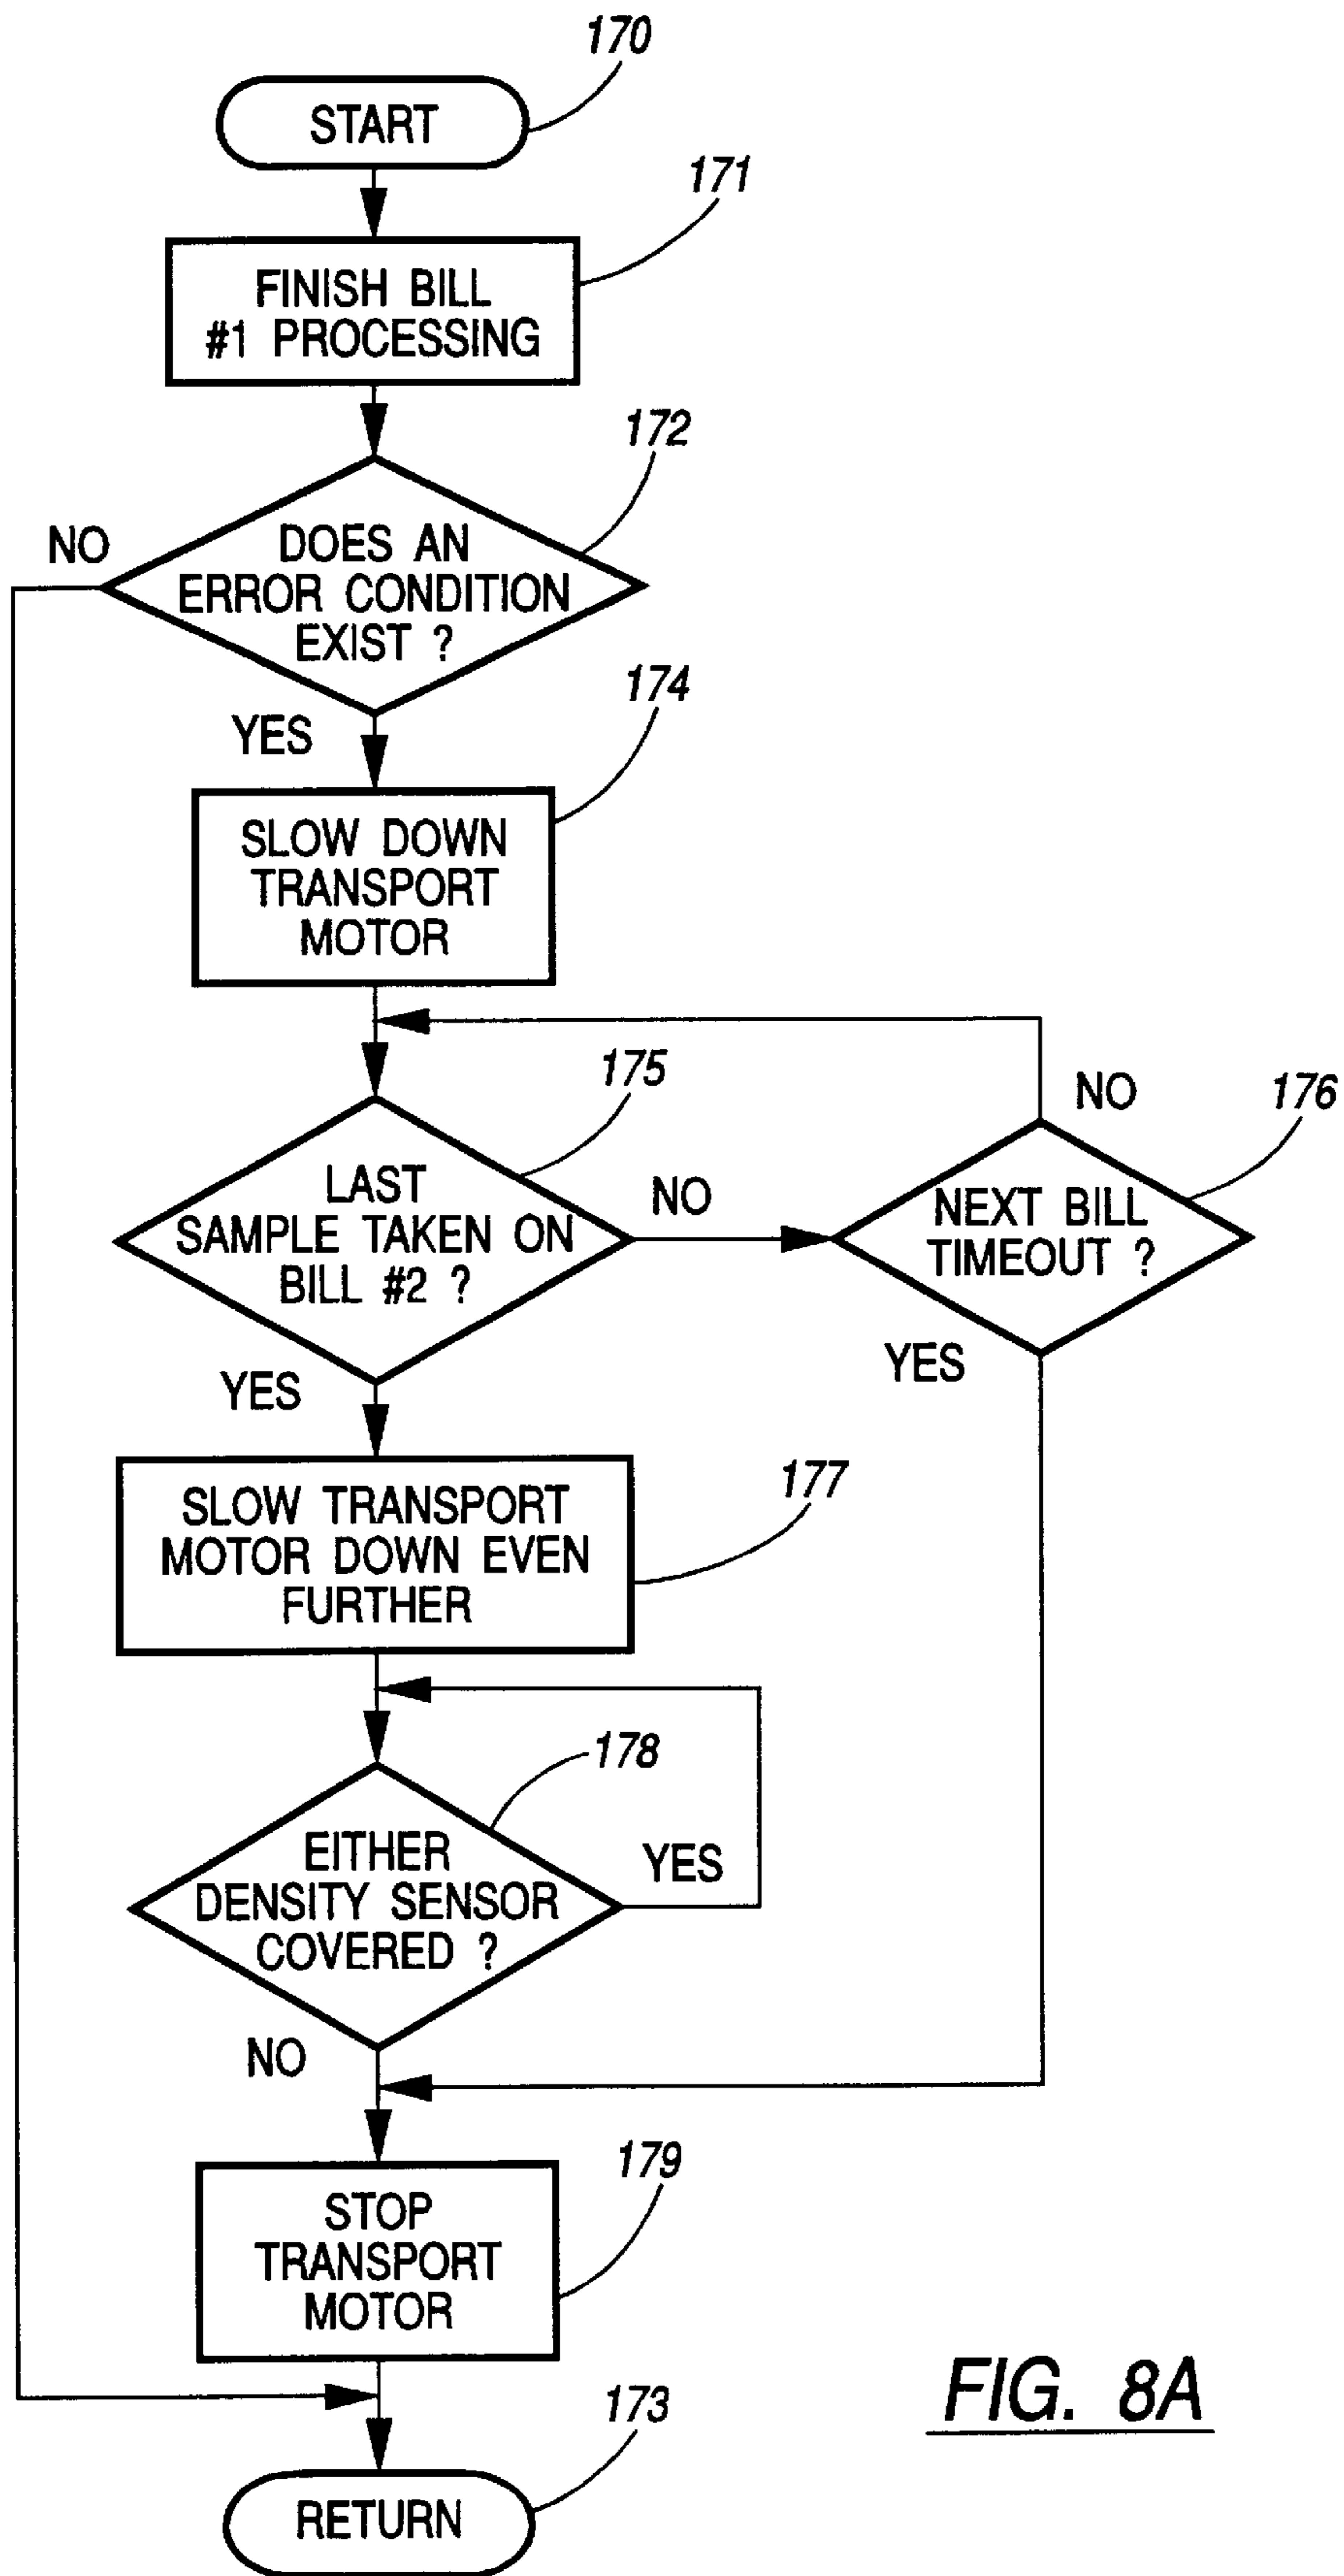 170
START
171
FINISH BILL
#1 PROCESSING
172
NO
DOES AN
ERROR CONDITION
EXIST ?
174
YES
SLOW DOWN
TRANSPORT
MOTOR
175
NO
176
LAST
SAMPLE TAKEN ON
BILL #2 ?
NO
NEXT BILL
TIMEOUT ?
YES
YES
177
SLOW TRANSPORT
MOTOR DOWN EVEN
FURTHER
178
EITHER
DENSITY SENSOR
COVERED ?
YES
NO
179
STOP
TRANSPORT
MOTOR
173
RETURN
FIG. 8A